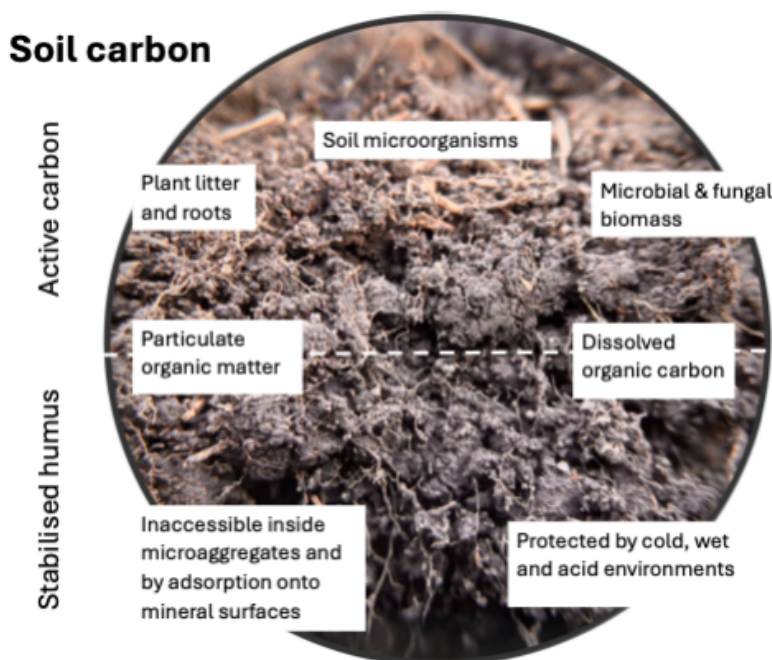 Soil carbon
Active carbon
Soil microorganisms
Plant litter
and roots
Microbial & fungal
biomass
Particulate
organic matter
Dissolved
organic carbon
Stabilised humus
Inaccessible inside
microaggregates and
by adsorption onto
mineral surfaces
Protected by cold, wet
and acid environments